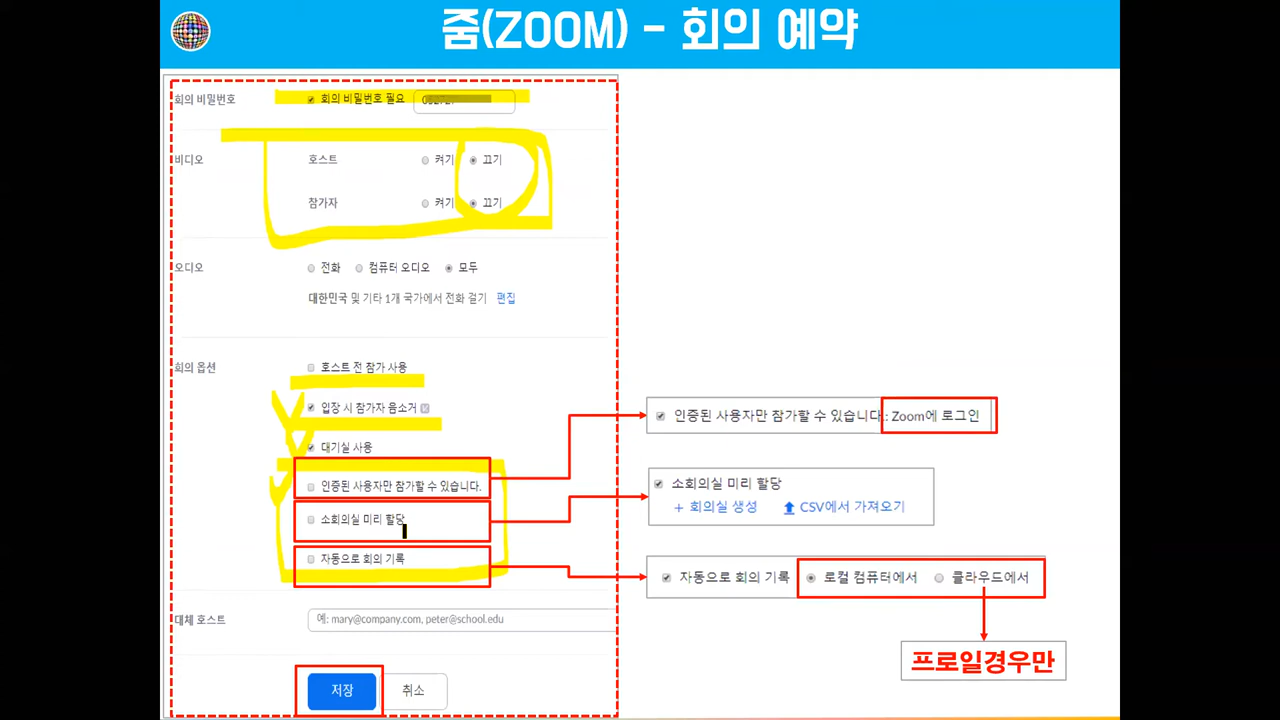 줌(ZOOM) - 회의 예약
회의 비밀번호 회의 비밀번호 필요
비디오 호스트 켜기 끄기
참가자 켜기 끄기
오디오 전화 컴퓨터 오디오 모두
대한민국 및 기타 1개 국가에서 전화 걸기 편집
회의 옵션 호스트 전 참가 사용
입장 시 참가자 음소거
대기실 사용
인증된 사용자만 참가할 수 있습니다.
인증된 사용자만 참가할 수 있습니다.: Zoom에 로그인
소회의실 미리 할당
소회의실 미리 할당
+ 회의실 생성 CSV에서 가져오기
자동으로 회의 기록
자동으로 회의 기록 로컬 컴퓨터에서 클라우드에서
프로일경우만
대체 호스트 예: mary@company.com, peter@school.edu
저장 취소